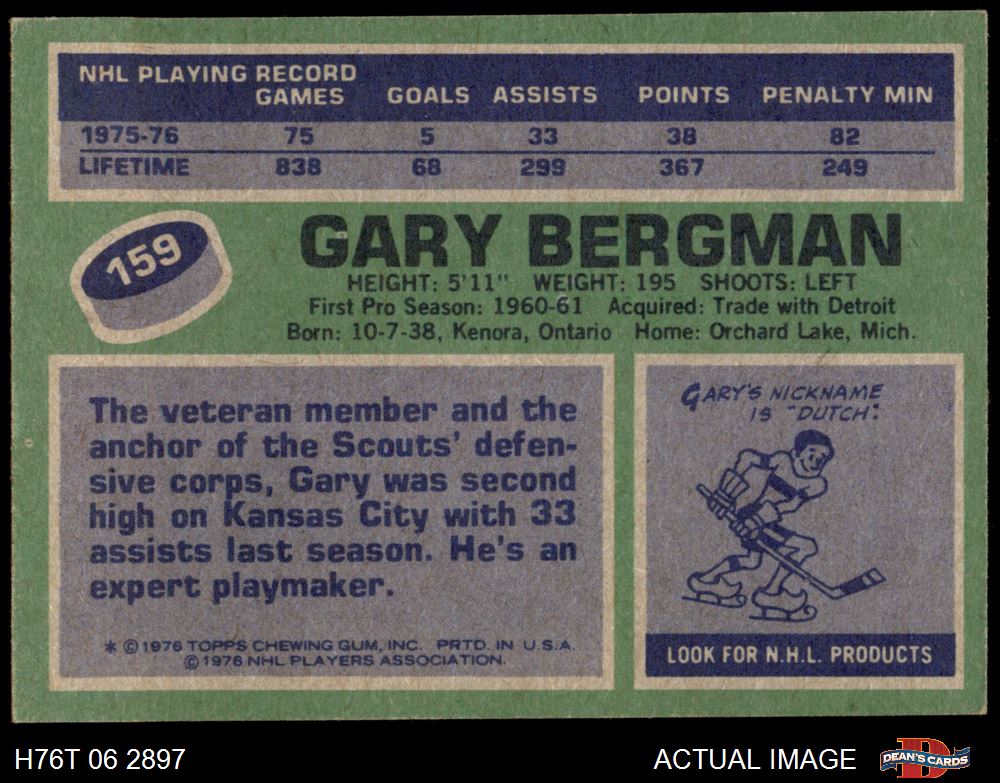 NHL PLAYING RECORD
GAMES GOALS ASSISTS POINTS PENALTY MIN
1975-76 75 5 33 38 82
LIFETIME 838 68 299 367 249
159
GARY BERGMAN
HEIGHT: 5'11" WEIGHT: 195 SHOOTS: LEFT
First Pro Season: 1960-61 Acquired: Trade with Detroit
Born: 10-7-38, Kenora, Ontario Home: Orchard Lake, Mich.
The veteran member and the
anchor of the Scouts' defen-
sive corps, Gary was second
high on Kansas City with 33
assists last season. He's an
expert playmaker.
* ©1976 TOPPS CHEWING GUM, INC. PRTD. IN U.S.A.
©1976 NHL PLAYERS ASSOCIATION.
GARY'S NICKNAME
IS "DUTCH".
LOOK FOR N.H.L. PRODUCTS
H76T 06 2897 ACTUAL IMAGE
D
DEAN'S CARDS